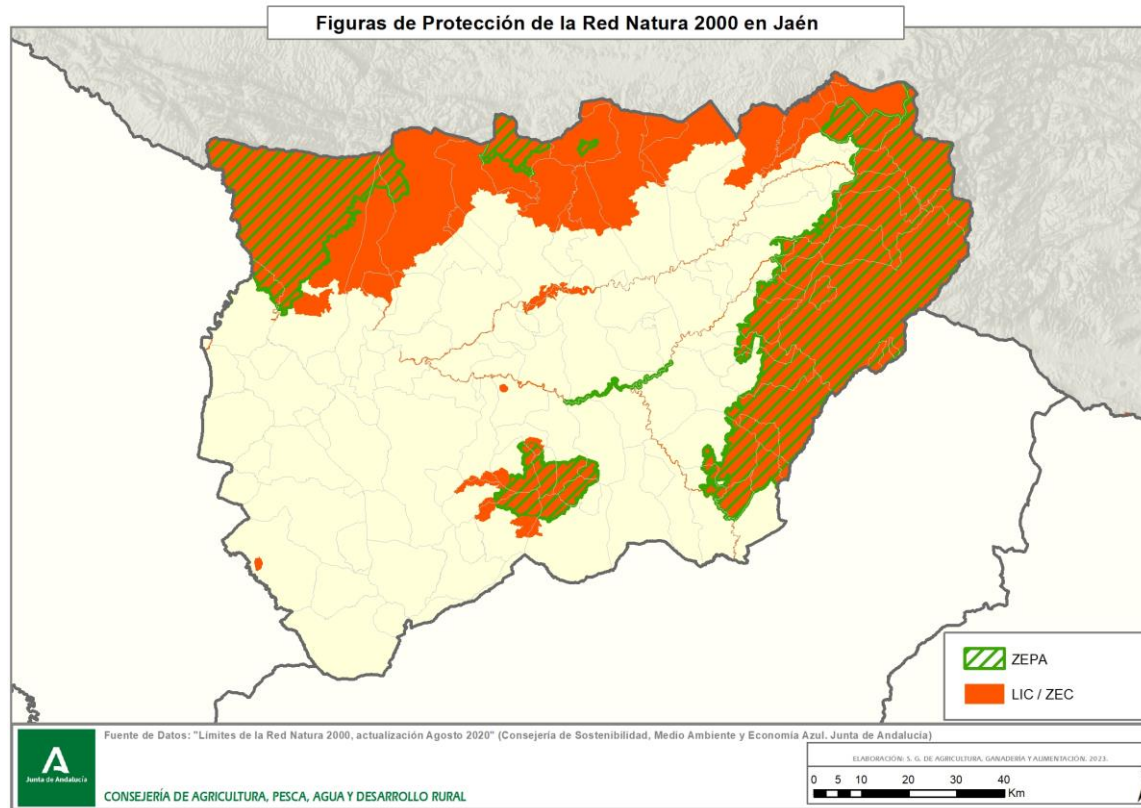 Figuras de Protección de la Red Natura 2000 en Jaén
ZEPA
LIC / ZEC
Fuente de Datos: "Límites de la Red Natura 2000, actualización Agosto 2020" (Consejería de Sostenibilidad, Medio Ambiente y Economía Azul. Junta de Andalucía)
ELABORACIÓN: S. G. DE AGRICULTURA, GANADERÍA Y ALIMENTACIÓN. 2023.
0 5 10 20 30 40
Km
A
Junta de Andalucía
CONSEJERÍA DE AGRICULTURA, PESCA, AGUA Y DESARROLLO RURAL